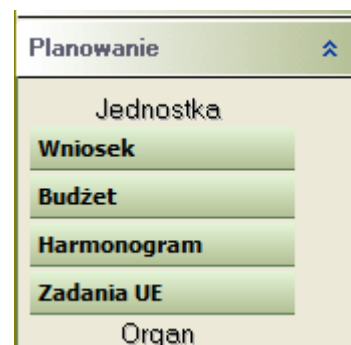 Planowanie
Jednostka
Wniosek
Budżet
Harmonogram
Zadania UE
Organ